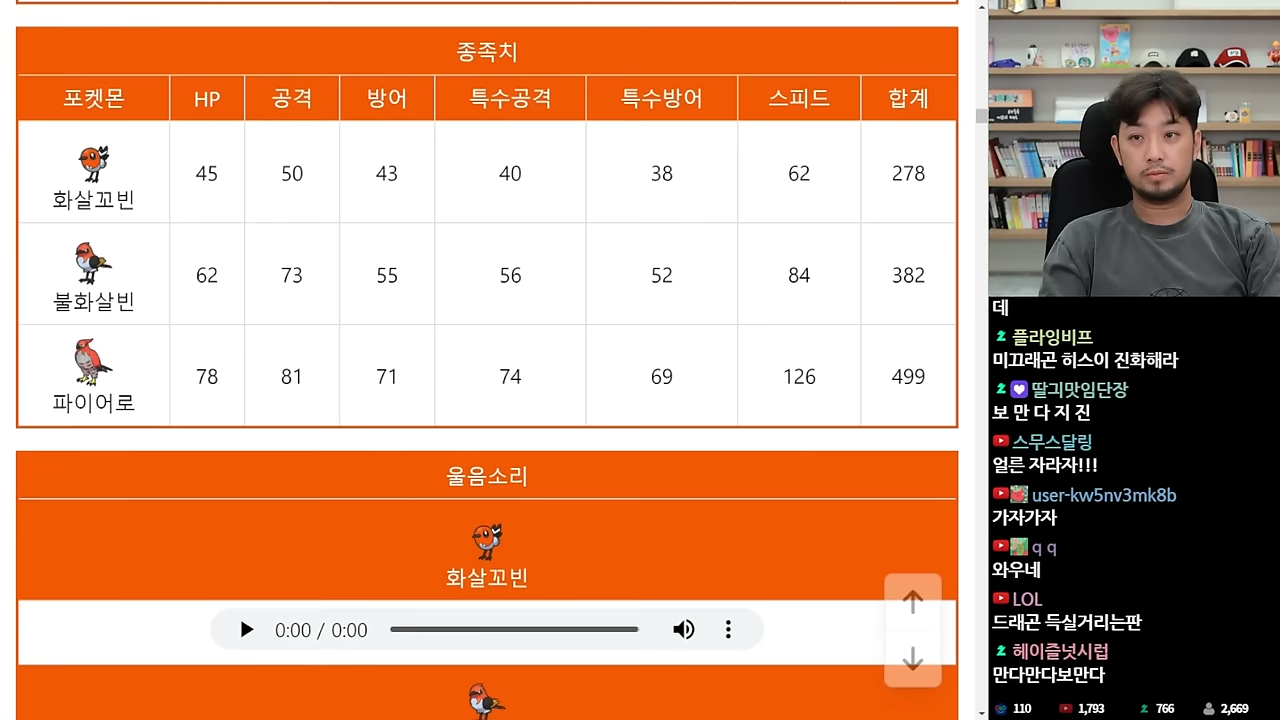 종족치
포켓몬 HP 공격 방어 특수공격 특수방어 스피드 합계
화살꼬빈 45 50 43 40 38 62 278
불화살빈 62 73 55 56 52 84 382
파이어로 78 81 71 74 69 126 499
울음소리
화살꼬빈
0:00 / 0:00
데
플라잉비프
미끄래곤 히스이 진화해라
딸긔맛임단장
보 만 다 지 진
스무스달링
얼른 자라자!!!
user-kw5nv3mk8b
가자가자
q q
와우네
LOL
드래곤 득실거리는판
헤이즐넛시럽
만다만다보만다
110 1,793 766 2,669